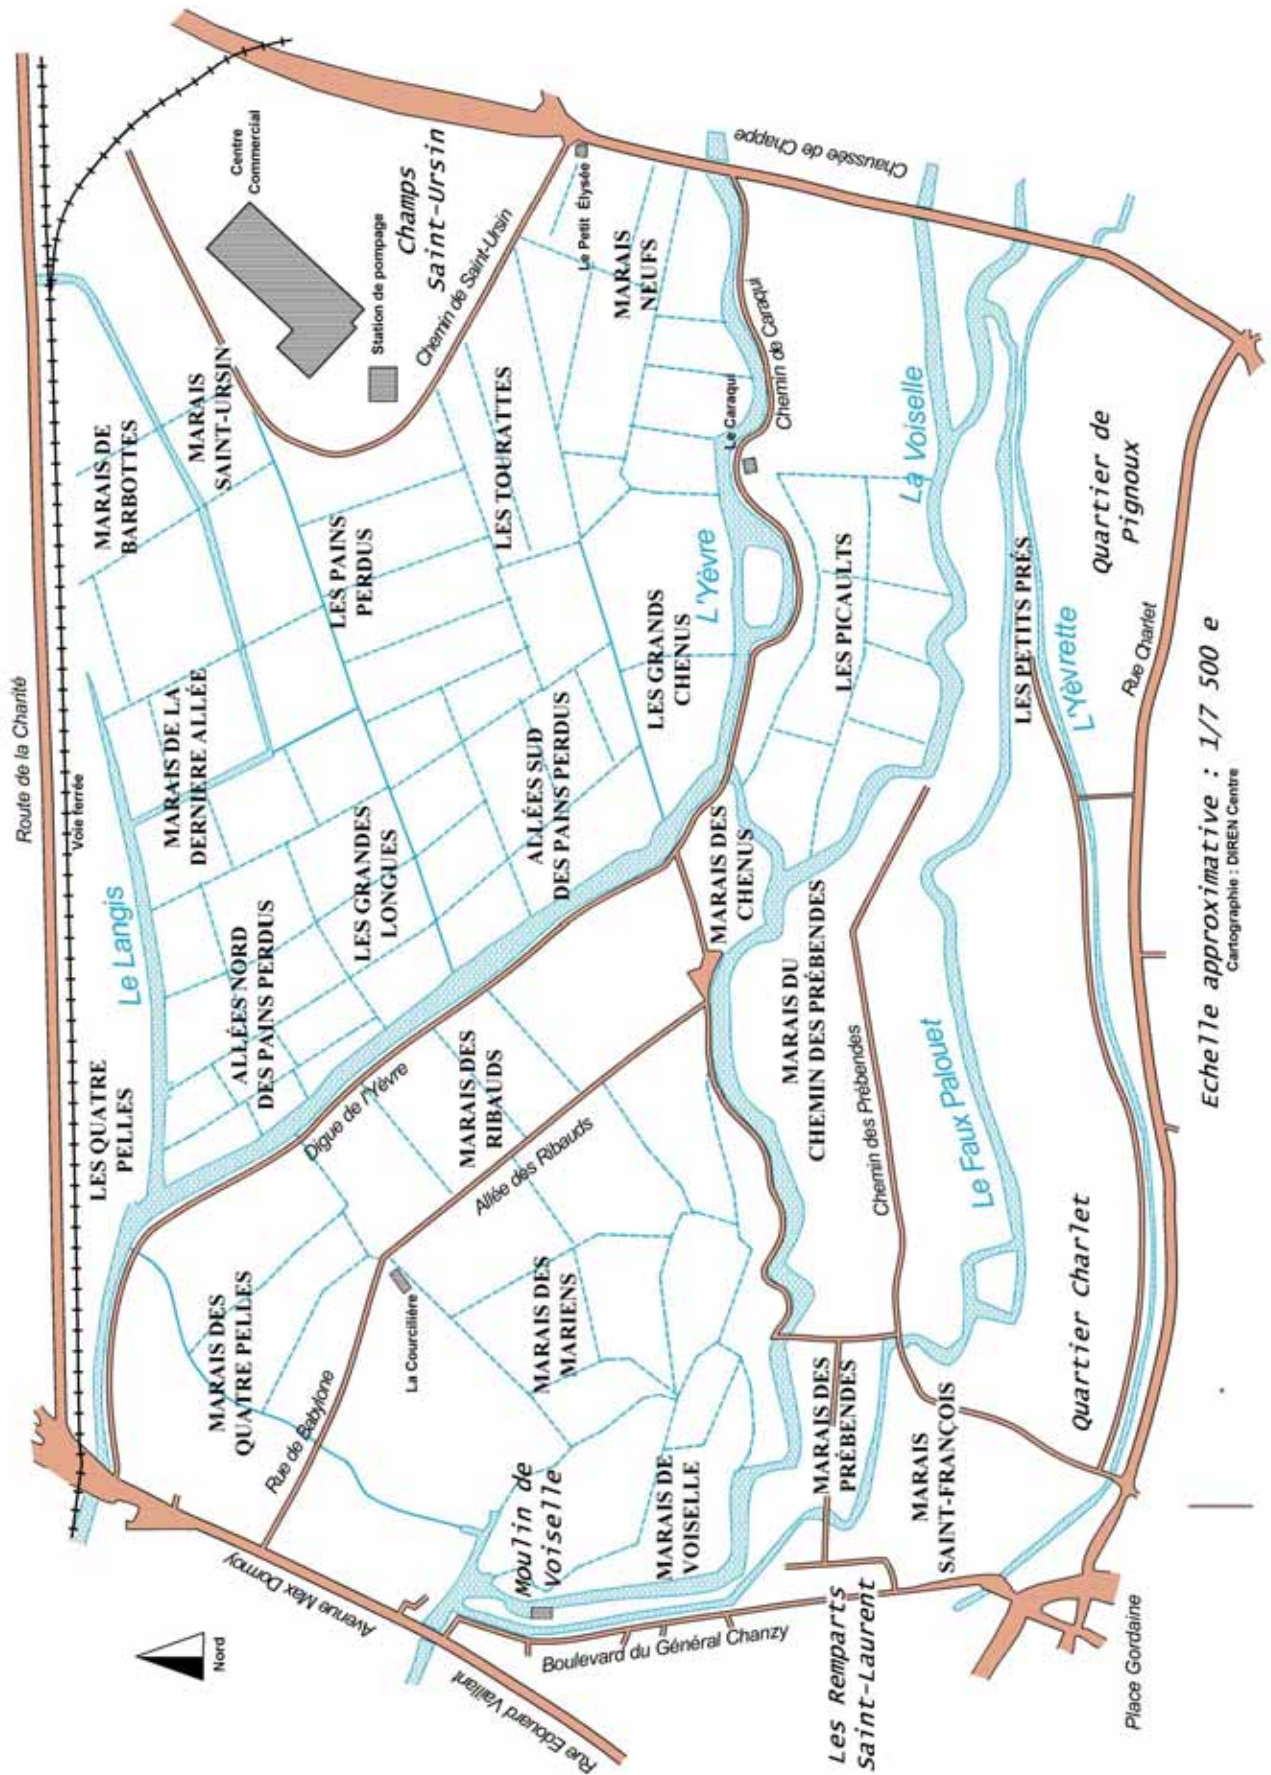 Route de la Charité
Voie ferrée
Le Langis
LES QUATRE
PELLES
MARAIS DE LA
DERNIERE ALLÉE
MARAIS DE
BARBOTTES
MARAIS
SAINT-URSIN
Centre
Commercial
Station de pompage
Champs
Saint-Ursin
Chemin de Saint-Ursin
ALLÉES NORD
DES PAINS PERDUS
LES GRANDES
LONGUES
LES PAINS
PERDUS
LES TOURATTES
Le Petit Élysée
MARAIS
NEUFS
Chaussée de Chappe
MARAIS DES
QUATRE PELLES
Rue de Babylone
La Courcilière
Digue de l'Yèvre
MARAIS DES
RIBAUDS
Allée des Ribauds
ALLÉES SUD
DES PAINS PERDUS
LES GRANDS
CHENUS
L'Yèvre
Le Caraqui
Chemin de Caraqui
Avenue Max Dormoy
Nord
Moulin de
Voiselle
MARAIS DES
MARIENS
MARAIS DE
VOISELLE
MARAIS DES
CHENUS
LES PICAULTS
La Voiselle
Rue Edouard Vaillant
Boulevard du Général Chanzy
Les Remparts
Saint-Laurent
MARAIS DES
PRÉBENDES
MARAIS DU
CHEMIN DES PRÉBENDES
Chemin des Prébendes
MARAIS
SAINT-FRANÇOIS
Le Faux Palouet
LES PETITS PRÉS
L'Yèvrette
Quartier de
Pignoux
Quartier Charlet
Rue Charlet
Place Gordaine
Echelle approximative : 1/7 500 e
Cartographie : DIREN Centre